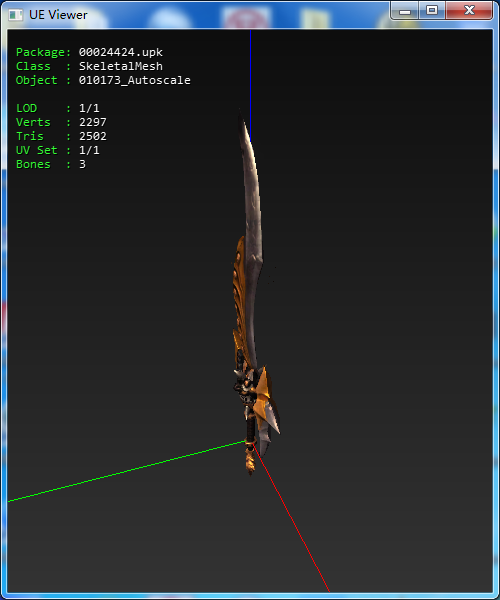 UE Viewer
Package: 00024424.upk
Class : SkeletalMesh
Object : 010173_Autoscale
LOD : 1/1
Verts : 2297
Tris : 2502
UV Set : 1/1
Bones : 3